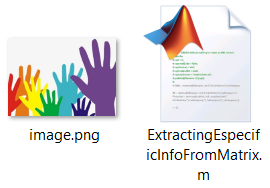 image.png
ExtractingEspecif
icInfoFromMatrix.
m